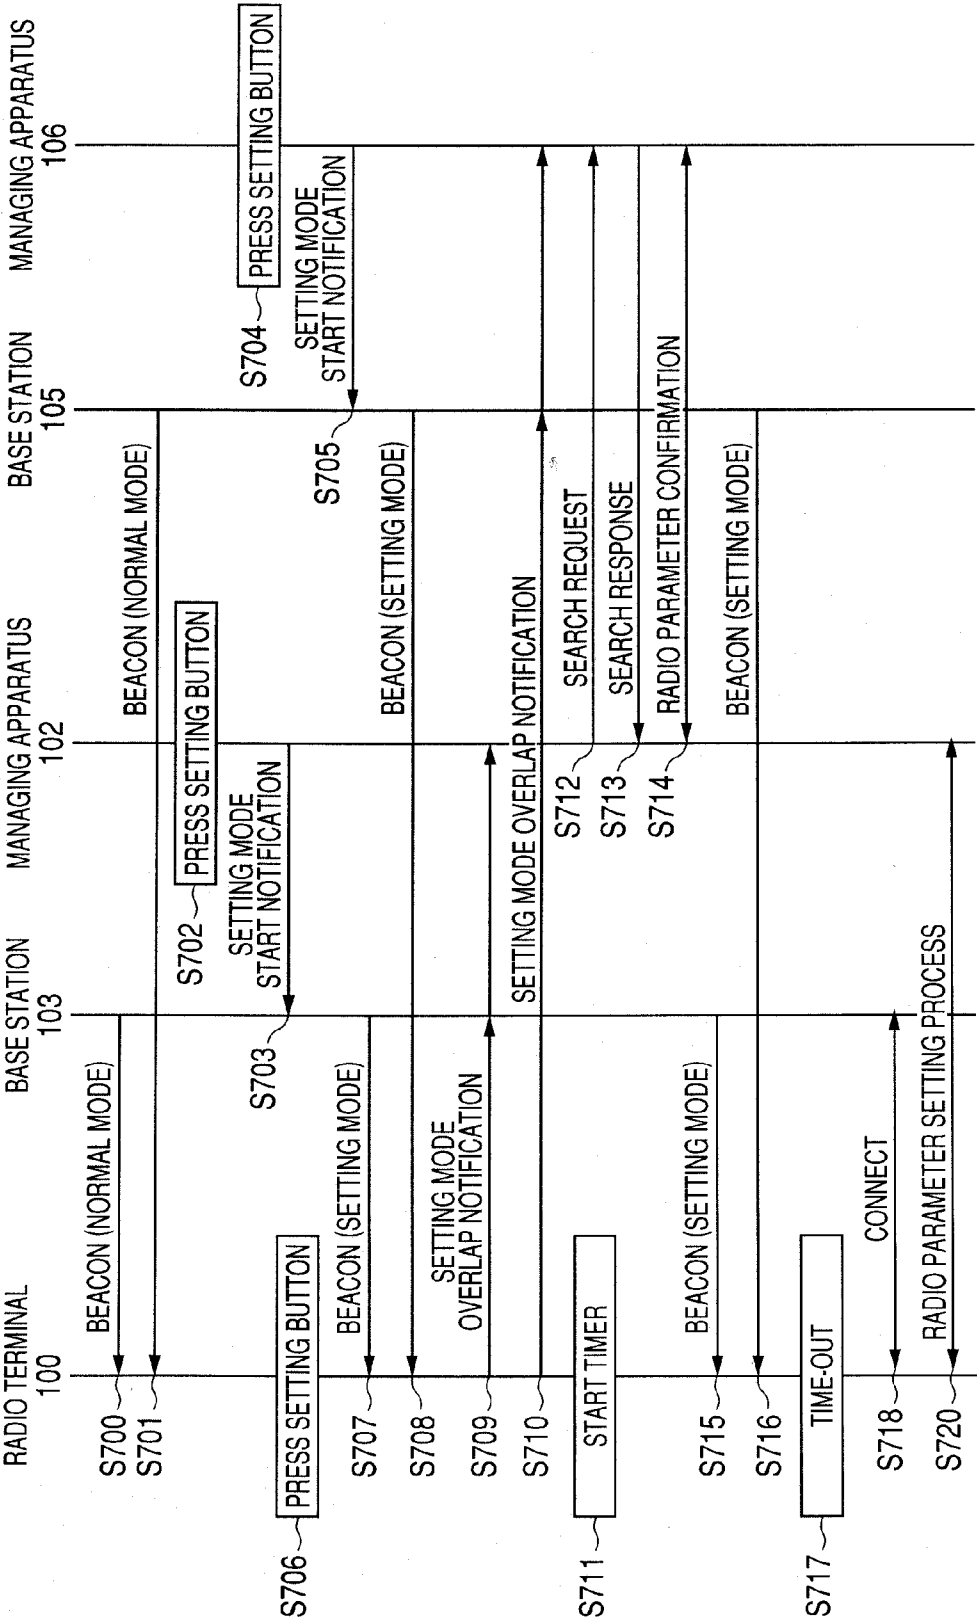 RADIO TERMINAL
100
BASE STATION
103
MANAGING APPARATUS
102
BASE STATION
105
MANAGING APPARATUS
106
S700
BEACON (NORMAL MODE)
S701
BEACON (NORMAL MODE)
S702
PRESS SETTING BUTTON
SETTING MODE
START NOTIFICATION
S703
S704
PRESS SETTING BUTTON
SETTING MODE
START NOTIFICATION
S705
S706
PRESS SETTING BUTTON
S707
BEACON (SETTING MODE)
S708
BEACON (SETTING MODE)
S709
SETTING MODE
OVERLAP NOTIFICATION
S710
SETTING MODE OVERLAP NOTIFICATION
S711
START TIMER
S712
SEARCH REQUEST
S713
SEARCH RESPONSE
S714
RADIO PARAMETER CONFIRMATION
S715
BEACON (SETTING MODE)
S716
BEACON (SETTING MODE)
S717
TIME-OUT
S718
CONNECT
S720
RADIO PARAMETER SETTING PROCESS